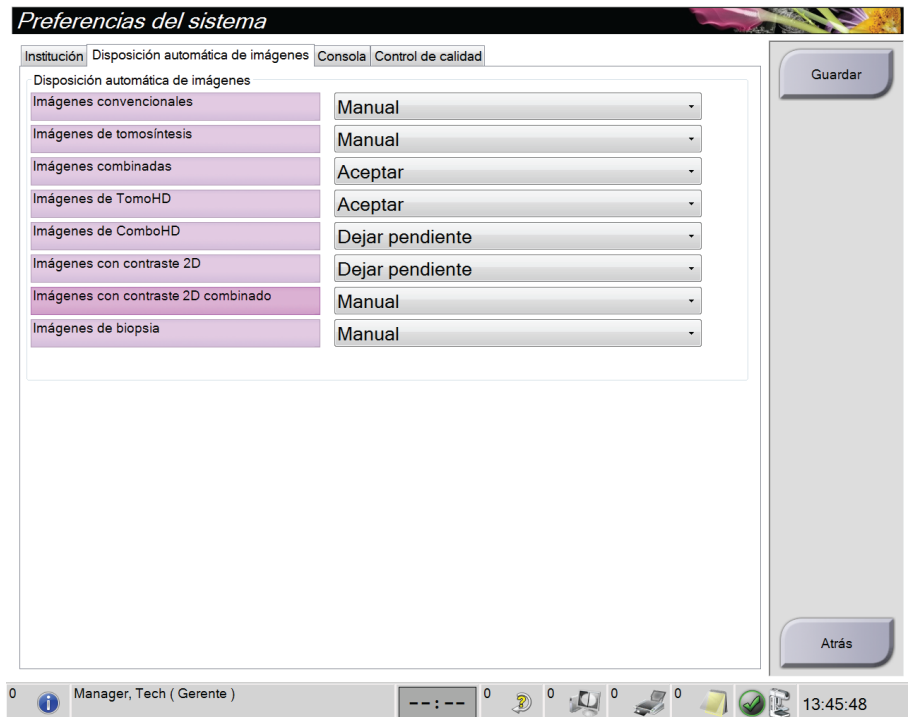 Preferencias del sistema
Institución Disposición automática de imágenes Consola Control de calidad
Guardar
Disposición automática de imágenes
Imágenes convencionales Manual
Imágenes de tomosíntesis Manual
Imágenes combinadas Aceptar
Imágenes de TomoHD Aceptar
Imágenes de ComboHD Dejar pendiente
Imágenes con contraste 2D Dejar pendiente
Imágenes con contraste 2D combinado Manual
Imágenes de biopsia Manual
Atrás
0 Manager, Tech ( Gerente ) --:-- 0 0 0 0 13:45:48